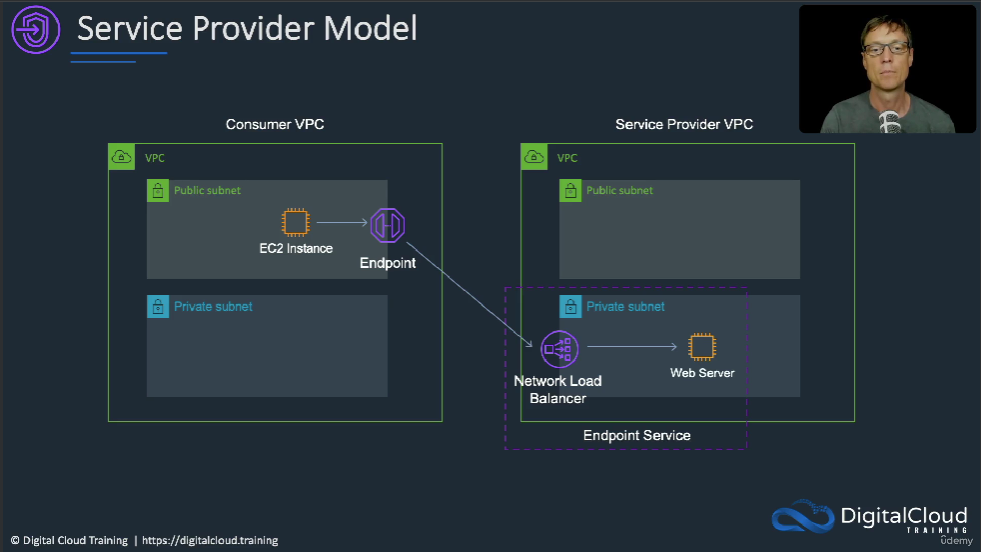 Service Provider Model
Consumer VPC
VPC
Public subnet
EC2 Instance
Endpoint
Private subnet
Service Provider VPC
VPC
Public subnet
Private subnet
Network Load
Balancer
Web Server
Endpoint Service
DigitalCloud
TRAINING
ûdemy
© Digital Cloud Training | https://digitalcloud.training